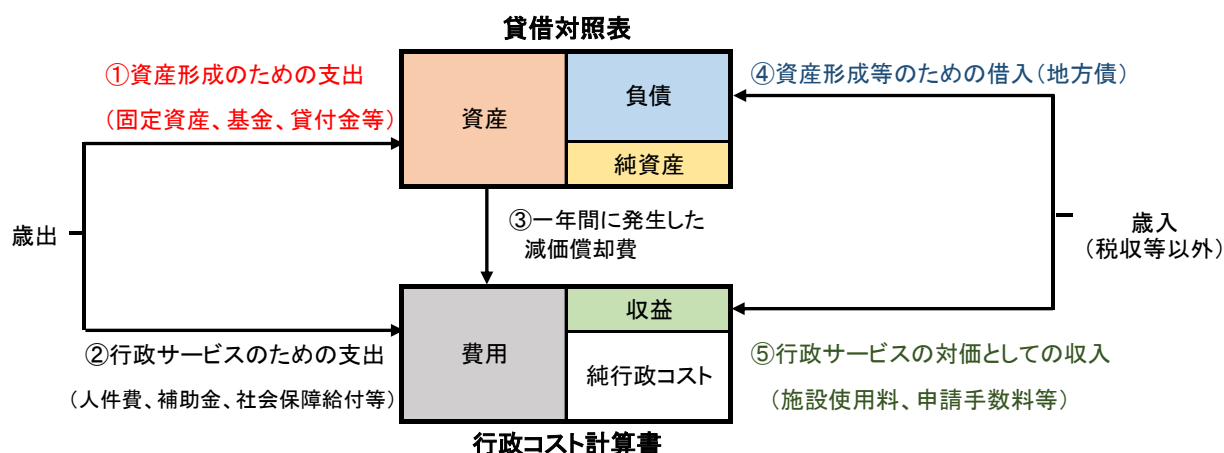 貸借対照表
①資産形成のための支出
(固定資産、基金、貸付金等)
資産
負債
純資産
④資産形成等のための借入(地方債)
③一年間に発生した
減価償却費
歳出
歳入
(税収等以外)
②行政サービスのための支出
(人件費、補助金、社会保障給付等)
費用
収益
純行政コスト
⑤行政サービスの対価としての収入
(施設使用料、申請手数料等)
行政コスト計算書